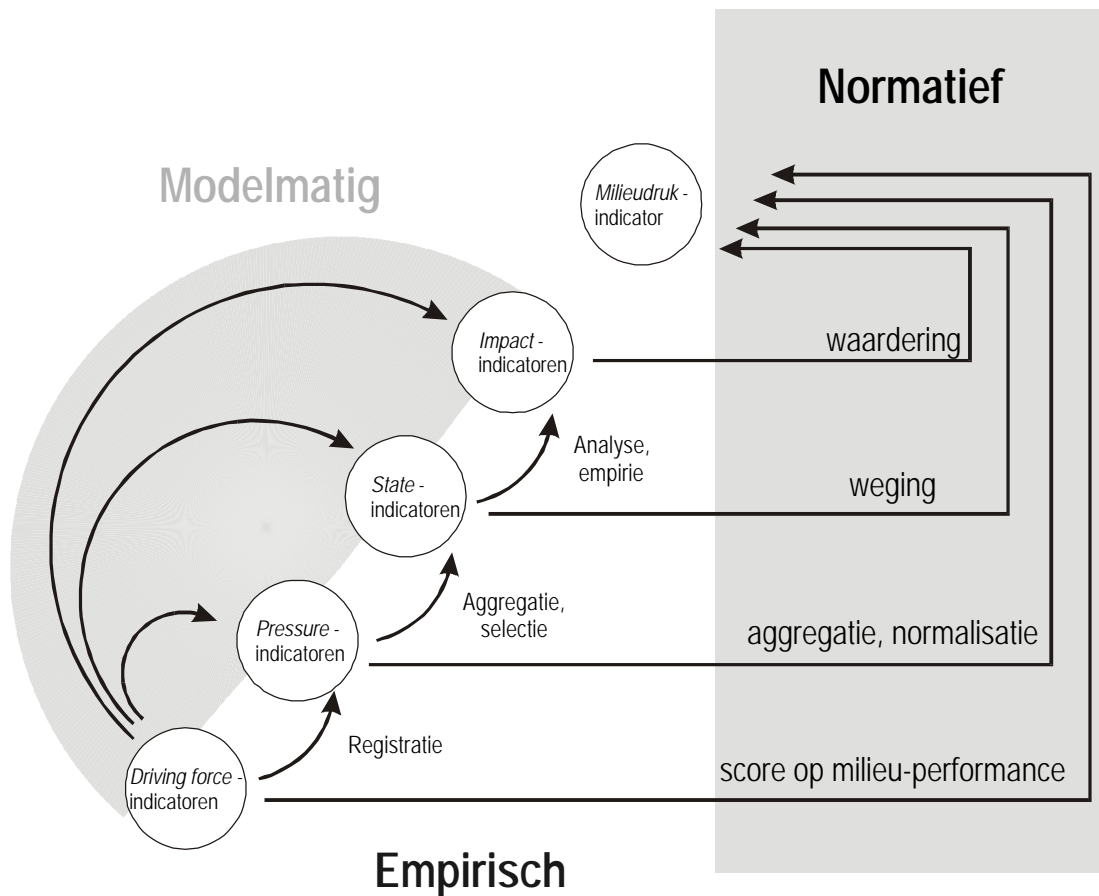 Normatief
Modelmatig
Milieudruk -
indicator
Impact -
indicatoren
waardering
Analyse,
empirie
State -
indicatoren
weging
Aggregatie,
selectie
Pressure -
indicatoren
aggregatie, normalisatie
Registratie
Driving force -
indicatoren
score op milieu-performance
Empirisch